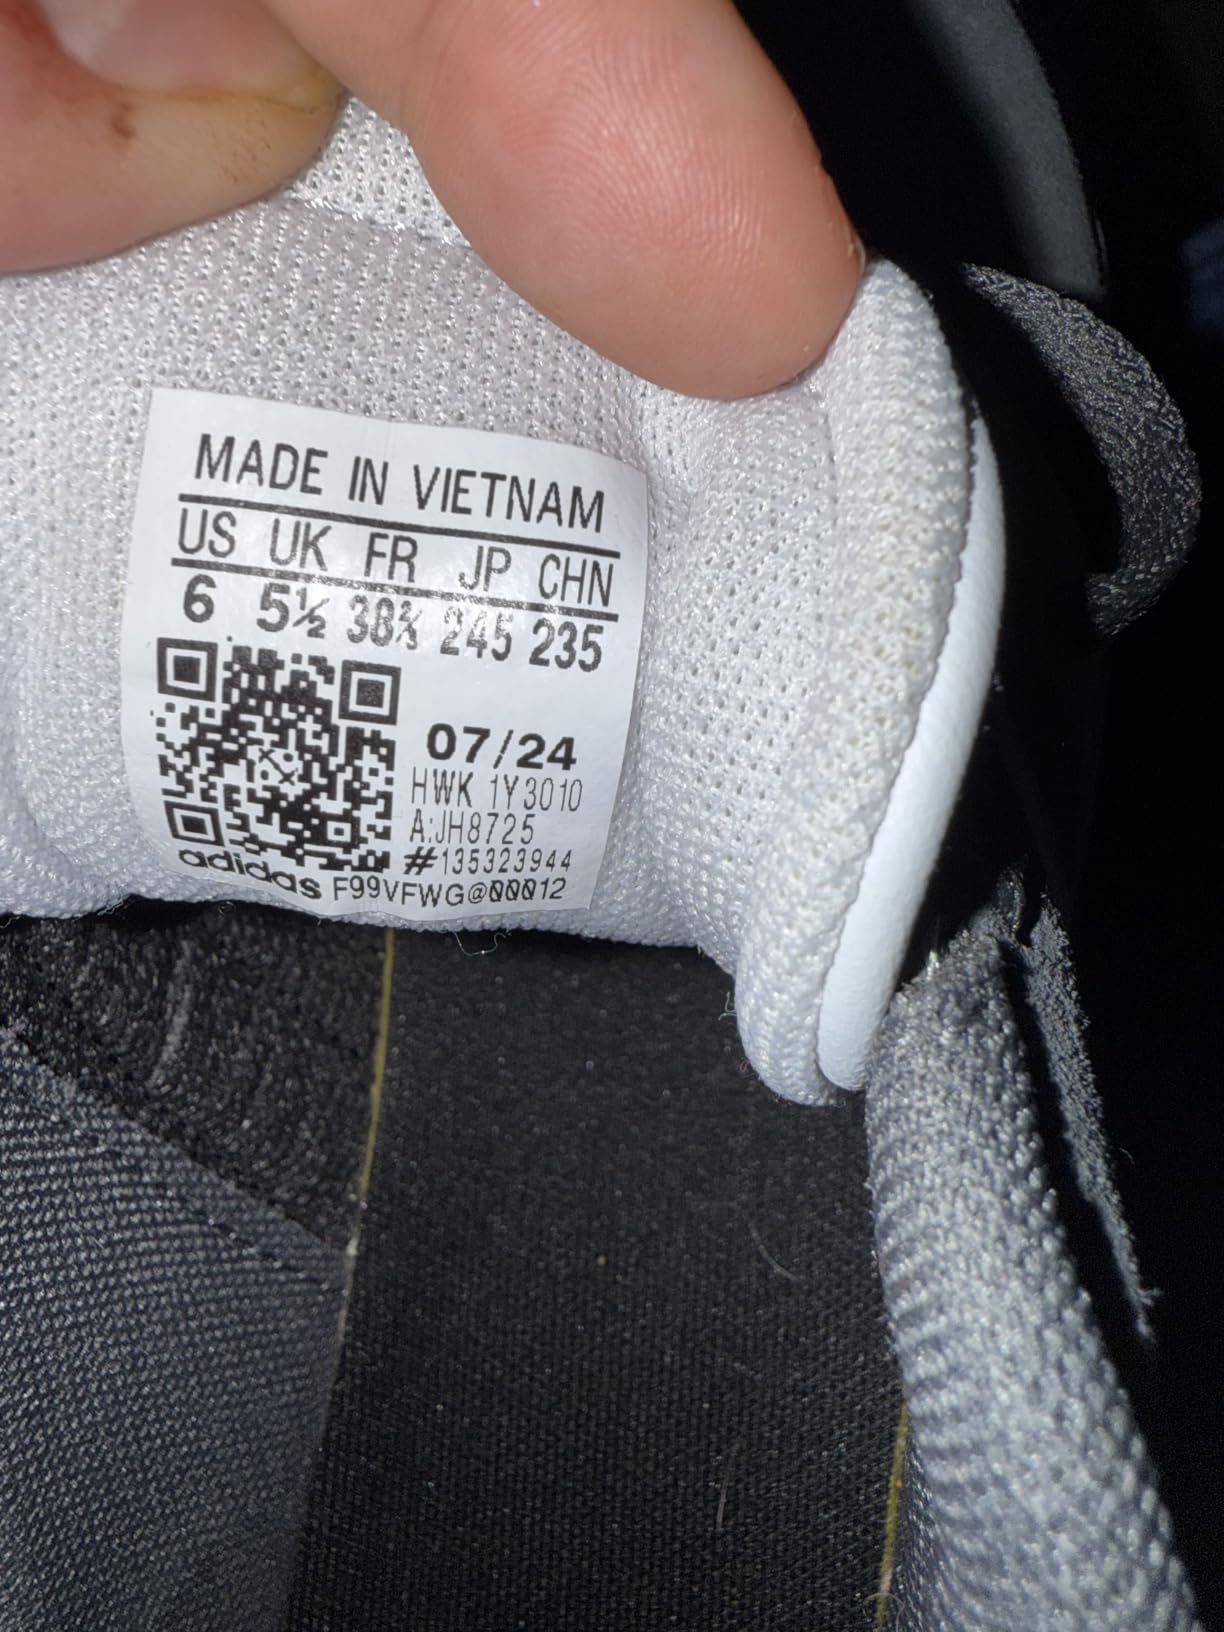 MADE IN VIETNAM
US UK FR JP CHN
6 5½ 38⅔ 245 235
07/24
HWK 1Y3010
A:JH8725
#135323944
adidas F99VFWG@00012